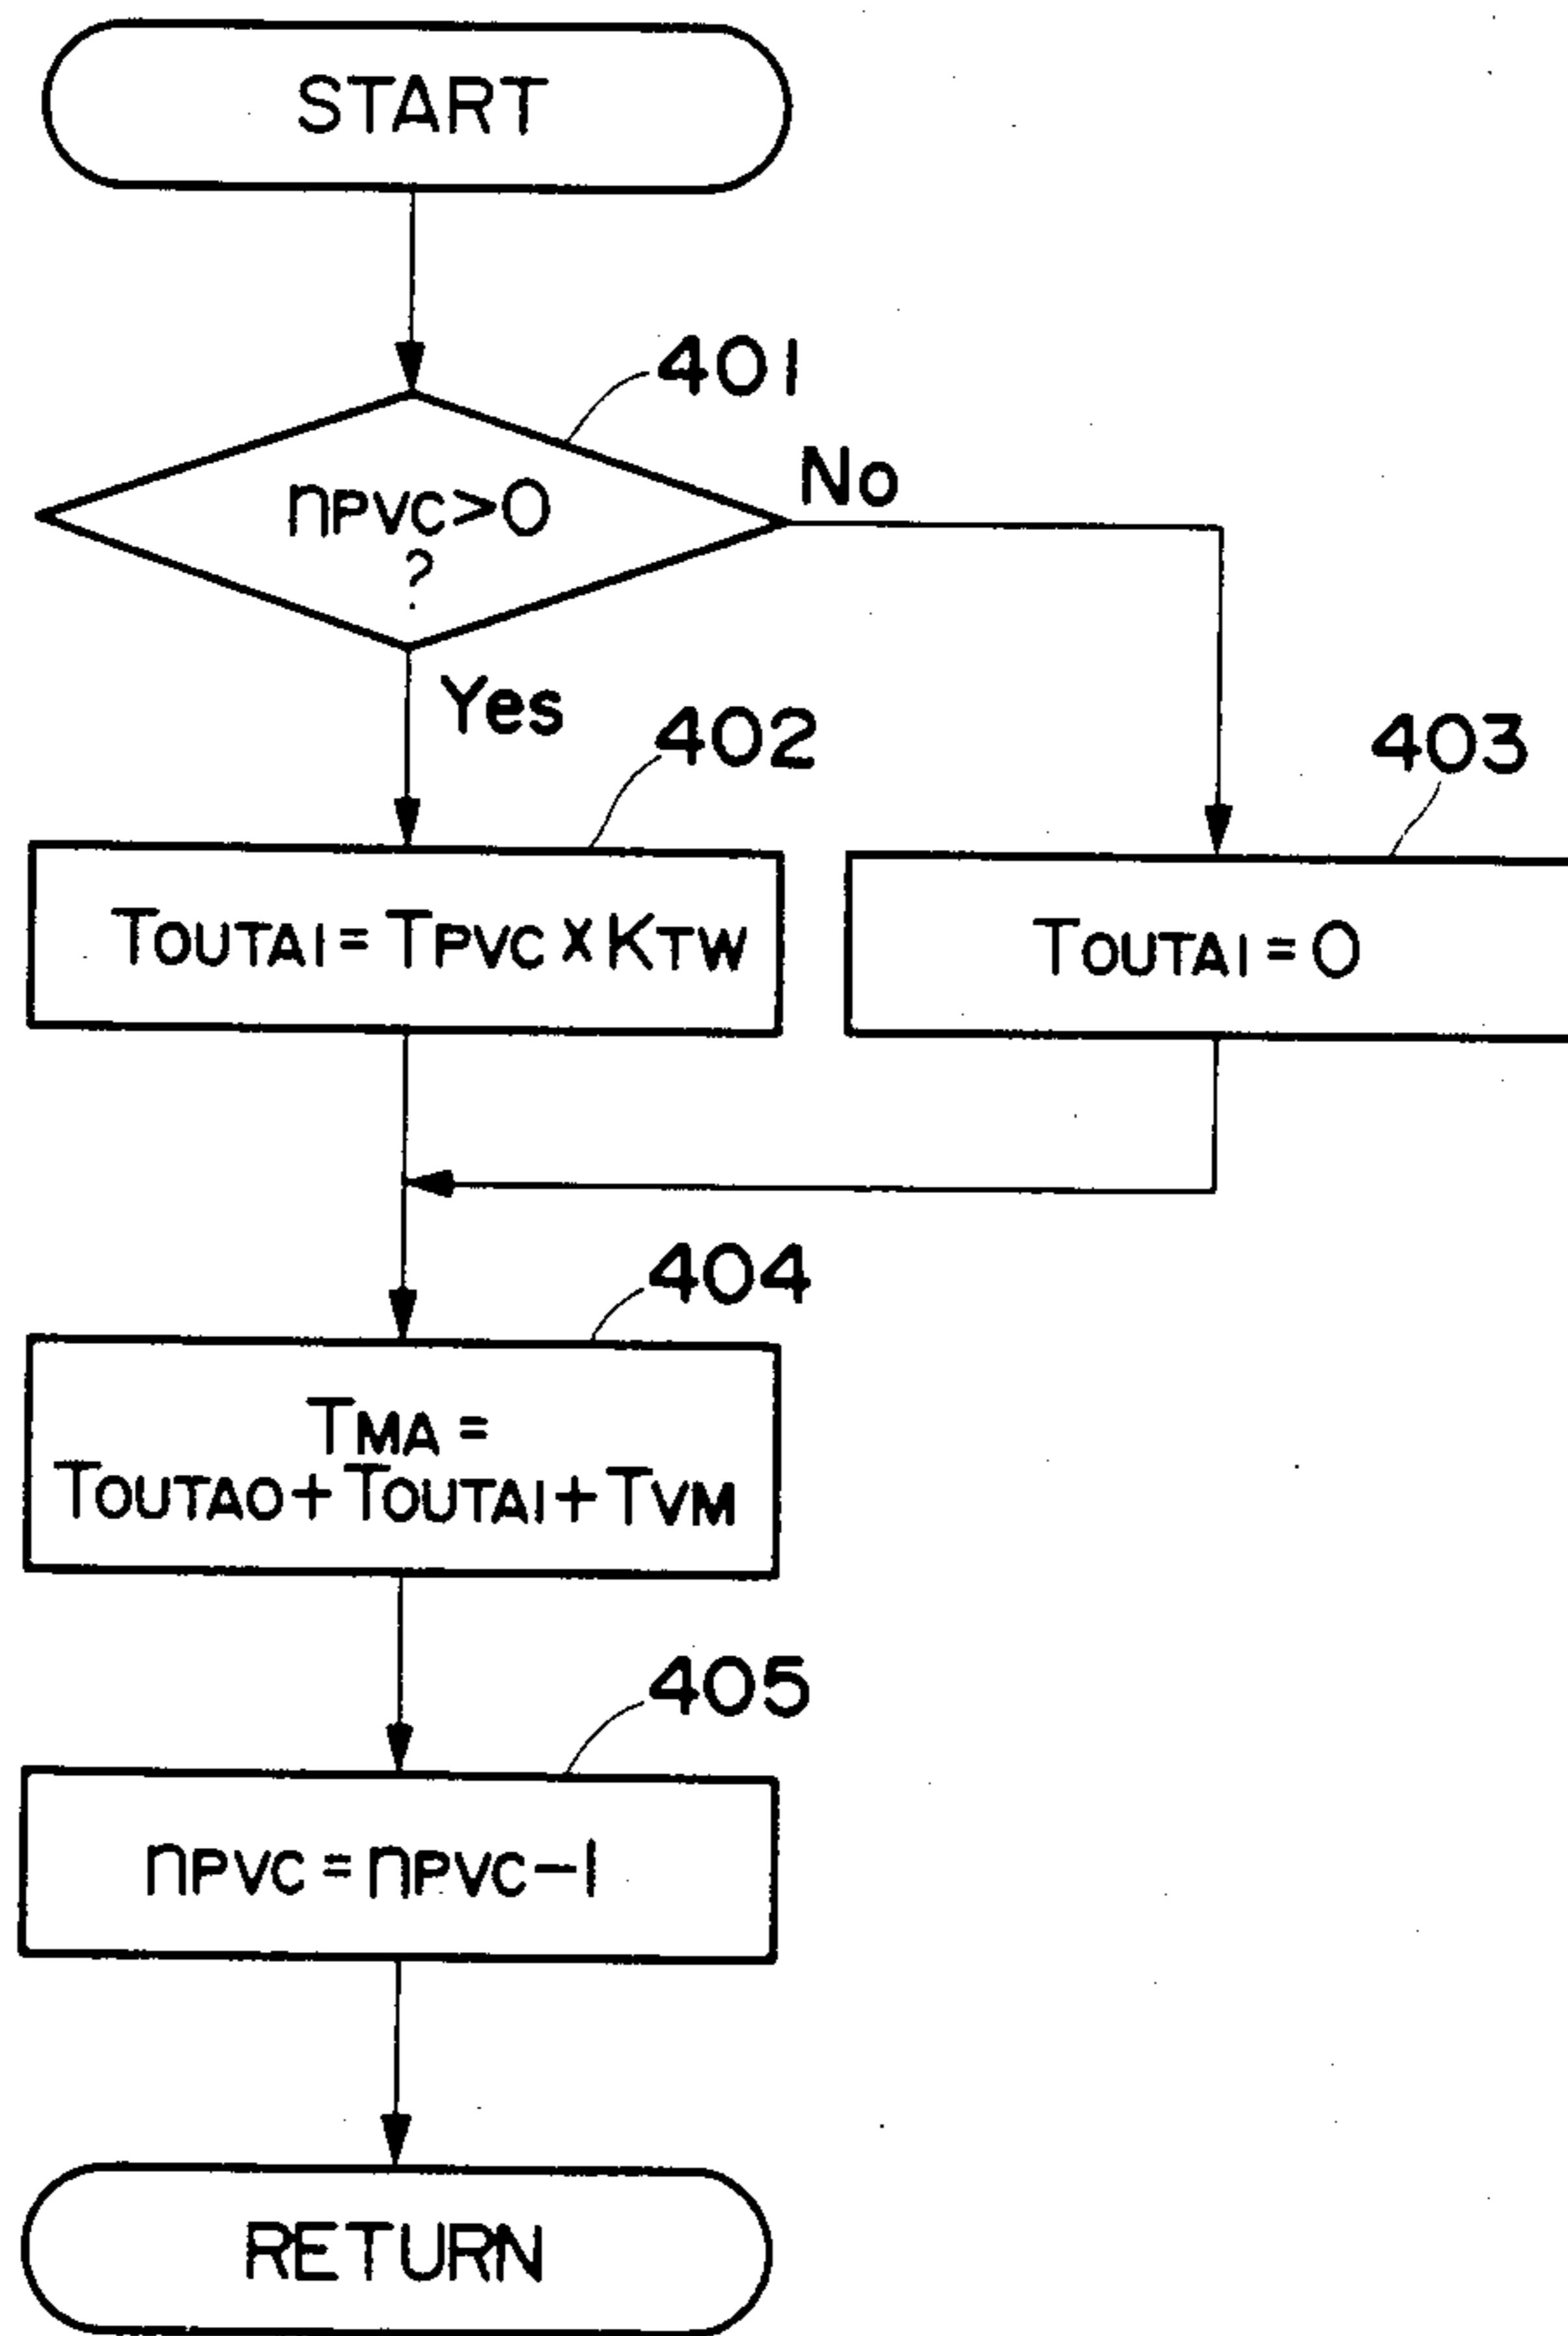 START
401
nPVC>0
?
No
Yes
402
403
TOUTA1=TPVC X KTW
TOUTA1=0
404
TMA=
TOUTA0+TOUTA1+TVM
405
nPVC=nPVC-1
RETURN